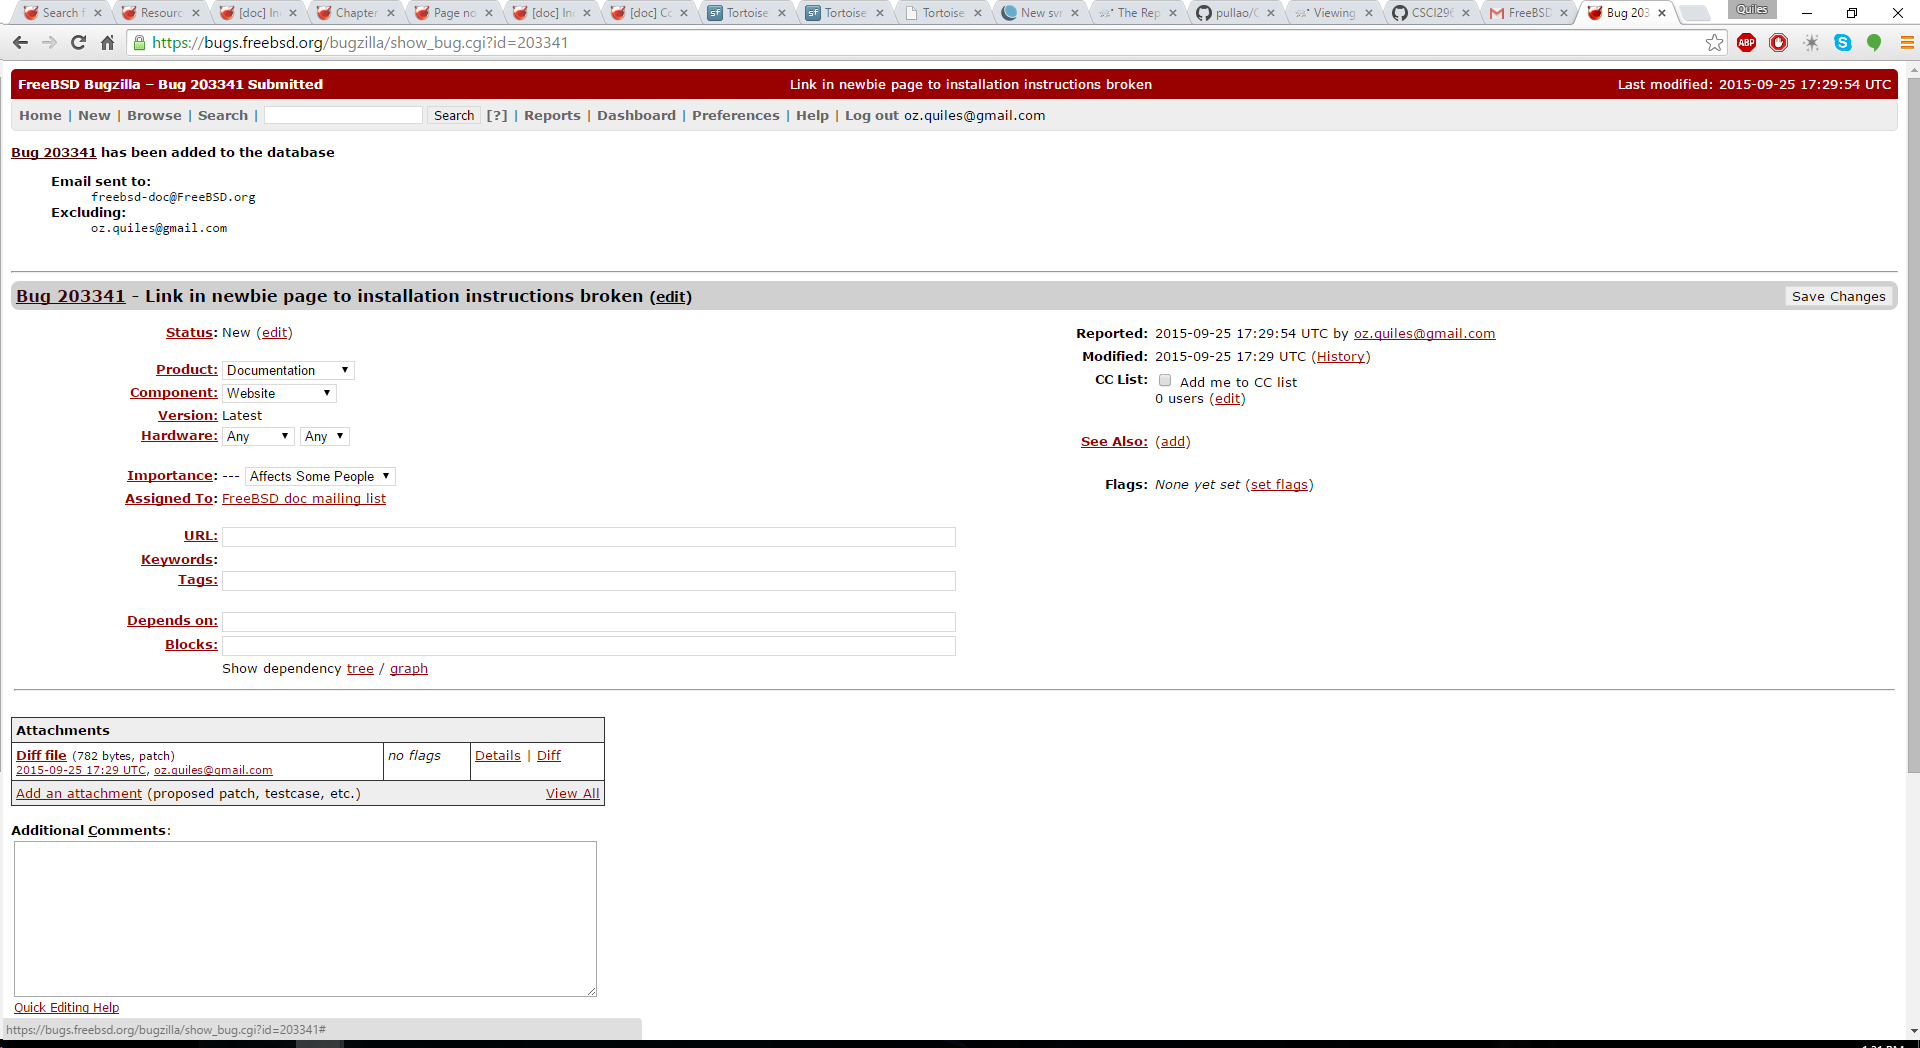 Search f
Resourc
[doc] In
Chapter
Page no
[doc] In
[doc] Co
Tortoise
Tortoise
Tortoise
New svn
The Rep
pullao/C
Viewing
CSCI296
FreeBSD
Bug 203
Quiles
https://bugs.freebsd.org/bugzilla/show_bug.cgi?id=203341
ABP
FreeBSD Bugzilla – Bug 203341 Submitted
Link in newbie page to installation instructions broken
Last modified: 2015-09-25 17:29:54 UTC
Home | New | Browse | Search | Search [?] | Reports | Dashboard | Preferences | Help | Log out oz.quiles@gmail.com
Bug 203341 has been added to the database
Email sent to:
freebsd-doc@FreeBSD.org
Excluding:
oz.quiles@gmail.com
Bug 203341 - Link in newbie page to installation instructions broken (edit)
Save Changes
Status: New (edit)
Product: Documentation
Component: Website
Version: Latest
Hardware: Any Any
Importance: --- Affects Some People
Assigned To: FreeBSD doc mailing list
URL:
Keywords:
Tags:
Depends on:
Blocks:
Show dependency tree / graph
Reported: 2015-09-25 17:29:54 UTC by oz.quiles@gmail.com
Modified: 2015-09-25 17:29 UTC (History)
CC List: Add me to CC list
0 users (edit)
See Also: (add)
Flags: None yet set (set flags)
Attachments
Diff file (782 bytes, patch)
2015-09-25 17:29 UTC, oz.quiles@gmail.com
no flags
Details | Diff
Add an attachment (proposed patch, testcase, etc.)
View All
Additional Comments:
Quick Editing Help
https://bugs.freebsd.org/bugzilla/show_bug.cgi?id=203341#